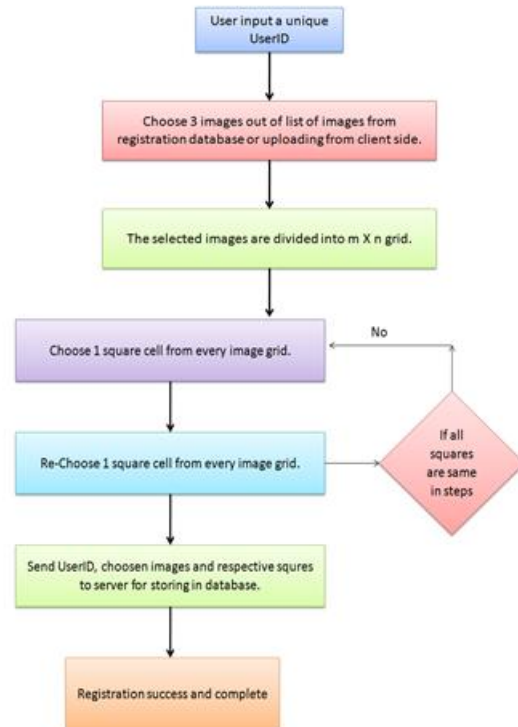 User input a unique
UserID
Choose 3 images out of list of images from
registration database or uploading from client side.
The selected images are divided into m X n grid.
Choose 1 square cell from every image grid.
No
Re-Choose 1 square cell from every image grid.
If all
squares
are same
in steps
Send UserID, choosen images and respective squres
to server for storing in database.
Registration success and complete